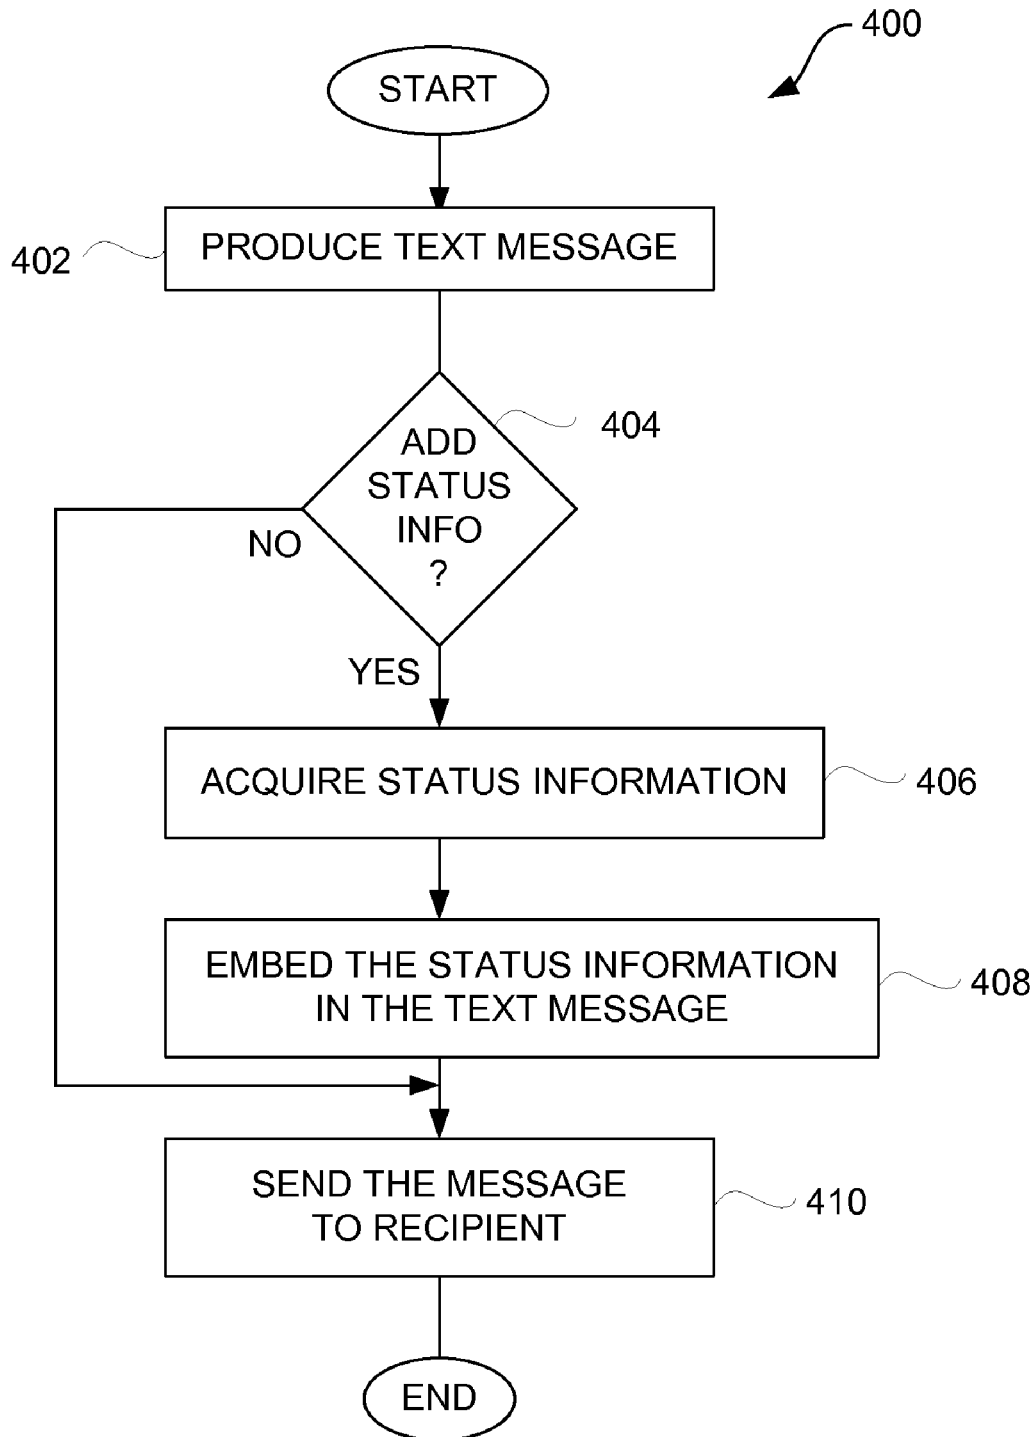 400
START
402
PRODUCE TEXT MESSAGE
404
ADD
STATUS
INFO
?
NO
YES
ACQUIRE STATUS INFORMATION
406
EMBED THE STATUS INFORMATION
IN THE TEXT MESSAGE
408
SEND THE MESSAGE
TO RECIPIENT
410
END